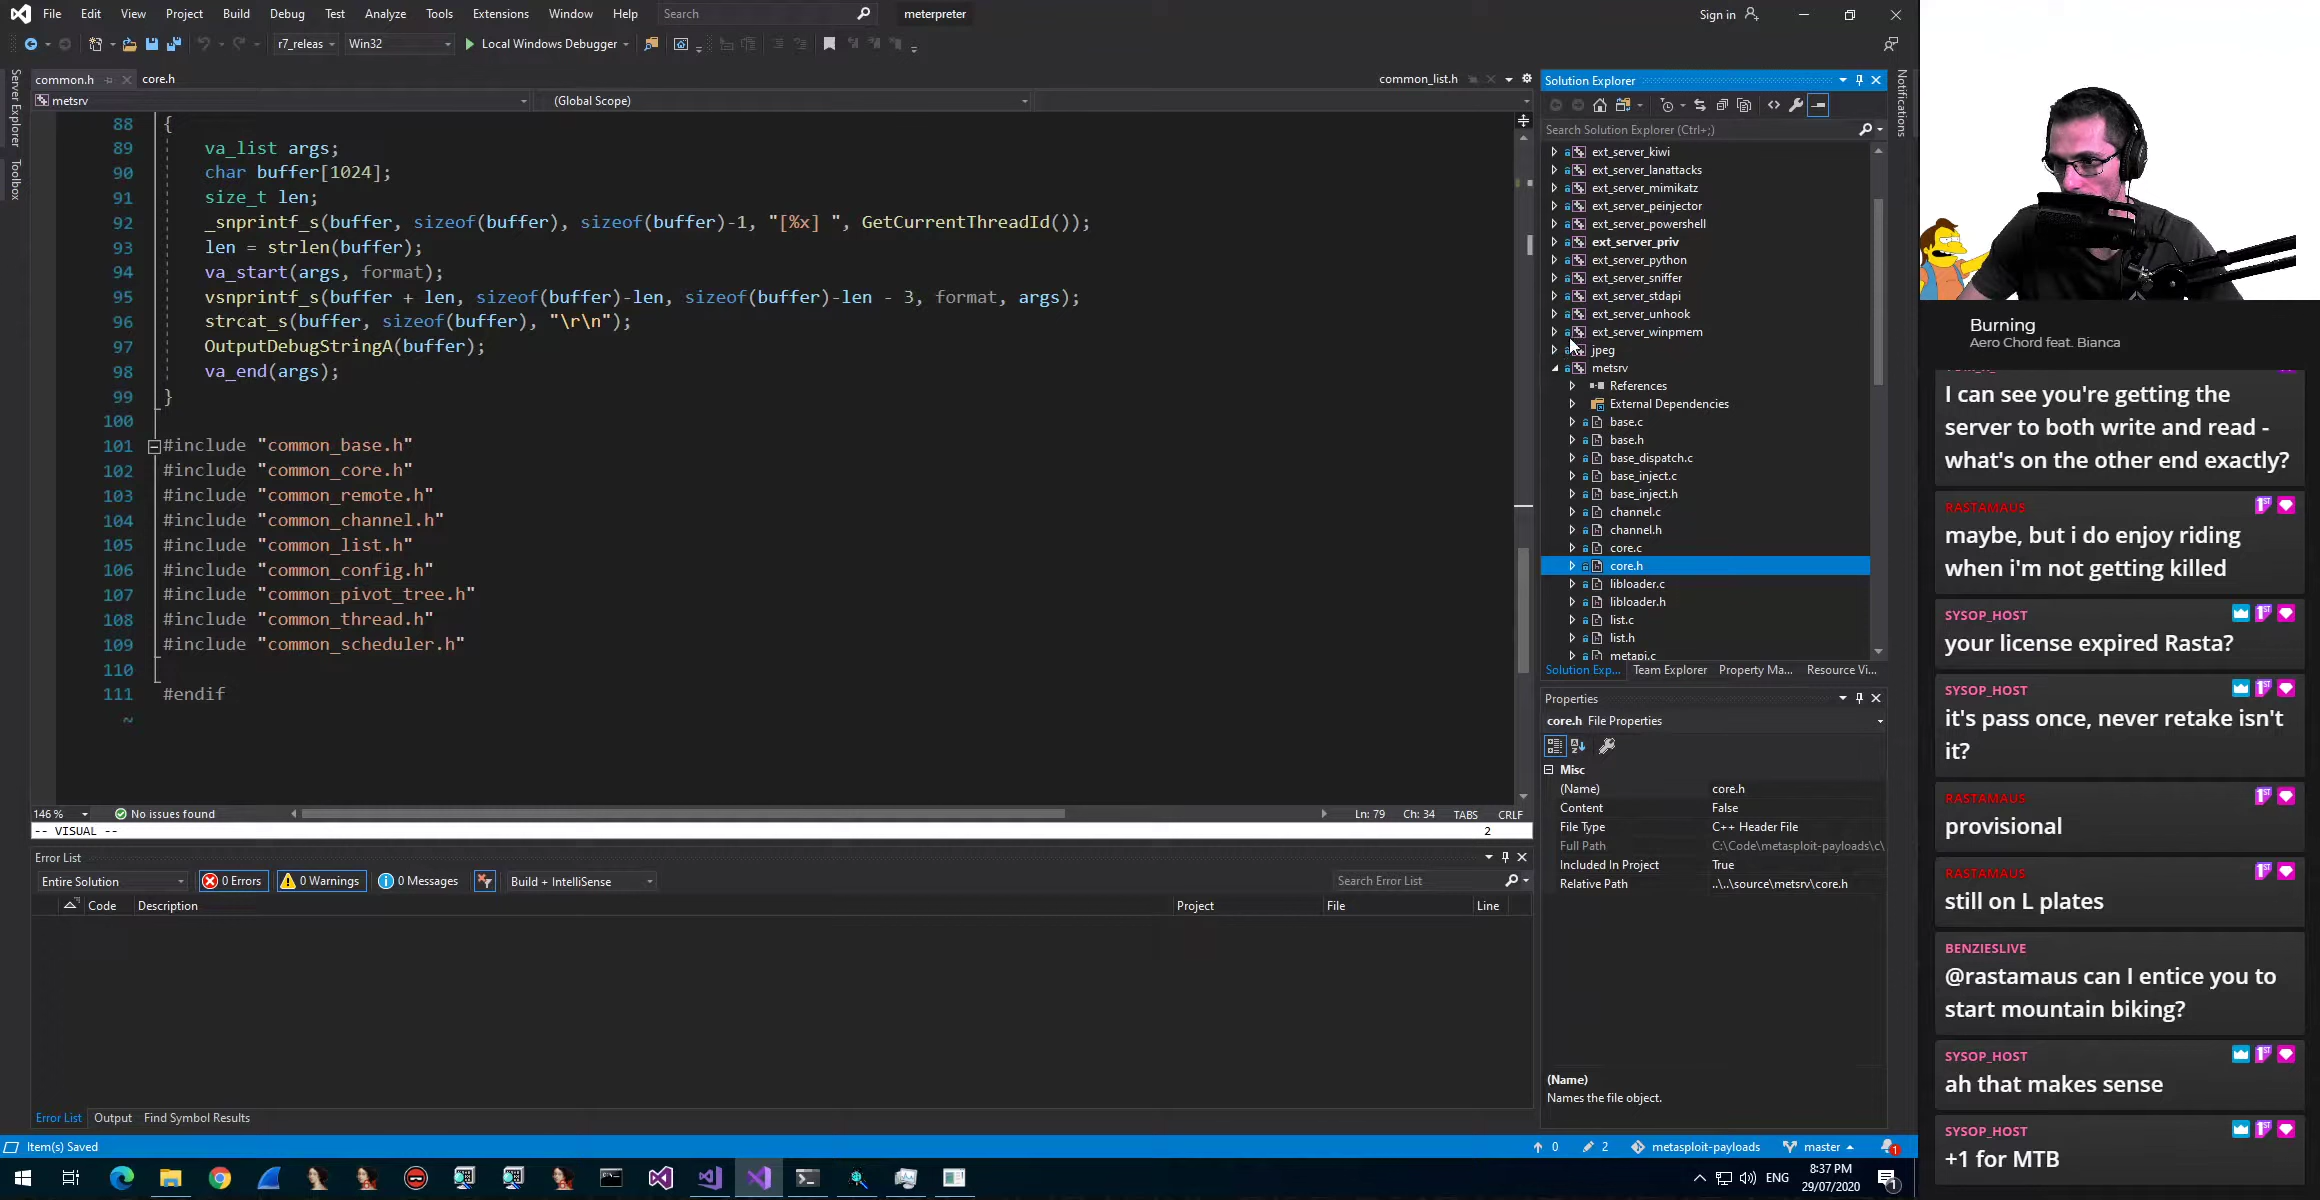 File Edit View Project Build Debug Test Analyze Tools Extensions Window Help Search meterpreter Sign in
r7_releas Win32 Local Windows Debugger
Server Explorer
Toolbox
common.h core.h common_list.h
metsrv (Global Scope)
88 {
89 va_list args;
90 char buffer[1024];
91 size_t len;
92 _snprintf_s(buffer, sizeof(buffer), sizeof(buffer)-1, "[%x] ", GetCurrentThreadId());
93 len = strlen(buffer);
94 va_start(args, format);
95 vsnprintf_s(buffer + len, sizeof(buffer)-len, sizeof(buffer)-len - 3, format, args);
96 strcat_s(buffer, sizeof(buffer), "\r\n");
97 OutputDebugStringA(buffer);
98 va_end(args);
99 }
100
101 #include "common_base.h"
102 #include "common_core.h"
103 #include "common_remote.h"
104 #include "common_channel.h"
105 #include "common_list.h"
106 #include "common_config.h"
107 #include "common_pivot_tree.h"
108 #include "common_thread.h"
109 #include "common_scheduler.h"
110
111 #endif
~
146 % No issues found Ln: 79 Ch: 34 TABS CRLF
-- VISUAL -- 2
Error List
Entire Solution 0 Errors 0 Warnings 0 Messages Build + IntelliSense Search Error List
Code Description Project File Line
Error List Output Find Symbol Results
Solution Explorer
Search Solution Explorer (Ctrl+;)
ext_server_kiwi
ext_server_lanattacks
ext_server_mimikatz
ext_server_peinjector
ext_server_powershell
ext_server_priv
ext_server_python
ext_server_sniffer
ext_server_stdapi
ext_server_unhook
ext_server_winpmem
jpeg
metsrv
References
External Dependencies
base.c
base.h
base_dispatch.c
base_inject.c
base_inject.h
channel.c
channel.h
core.c
core.h
libloader.c
libloader.h
list.c
list.h
metapi.c
Solution Exp... Team Explorer Property Ma... Resource Vi...
Properties
core.h File Properties
Misc
(Name) core.h
Content False
File Type C++ Header File
Full Path C:\Code\metasploit-payloads\c\
Included In Project True
Relative Path ..\..\source\metsrv\core.h
(Name)
Names the file object.
Notifications
Item(s) Saved 0 2 metasploit-payloads master 1
ENG 8:37 PM
29/07/2020
1
Burning
Aero Chord feat. Bianca
I can see you're getting the
server to both write and read -
what's on the other end exactly?
RASTAMAUS
maybe, but i do enjoy riding
when i'm not getting killed
SYSOP_HOST
your license expired Rasta?
SYSOP_HOST
it's pass once, never retake isn't
it?
RASTAMAUS
provisional
RASTAMAUS
still on L plates
BENZIESLIVE
@rastamaus can I entice you to
start mountain biking?
SYSOP_HOST
ah that makes sense
SYSOP_HOST
+1 for MTB